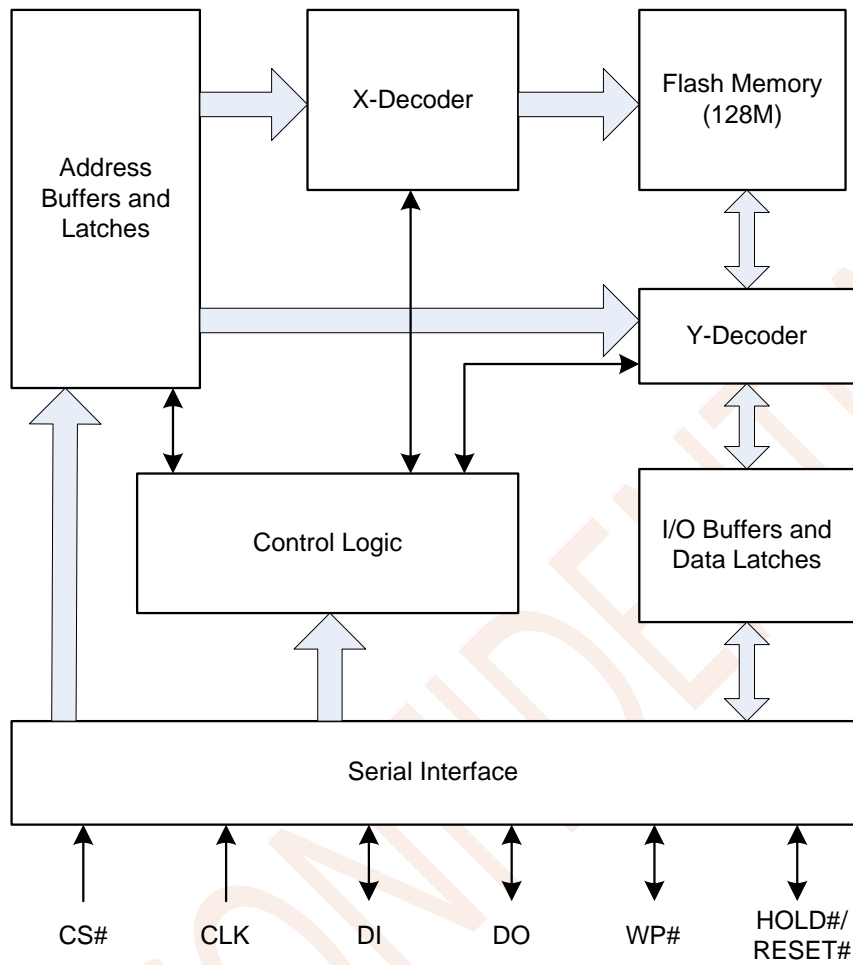 Address
Buffers and
Latches
X-Decoder
Flash Memory
(128M)
Y-Decoder
Control Logic
I/O Buffers and
Data Latches
Serial Interface
CS#
CLK
DI
DO
WP#
HOLD#/
RESET#